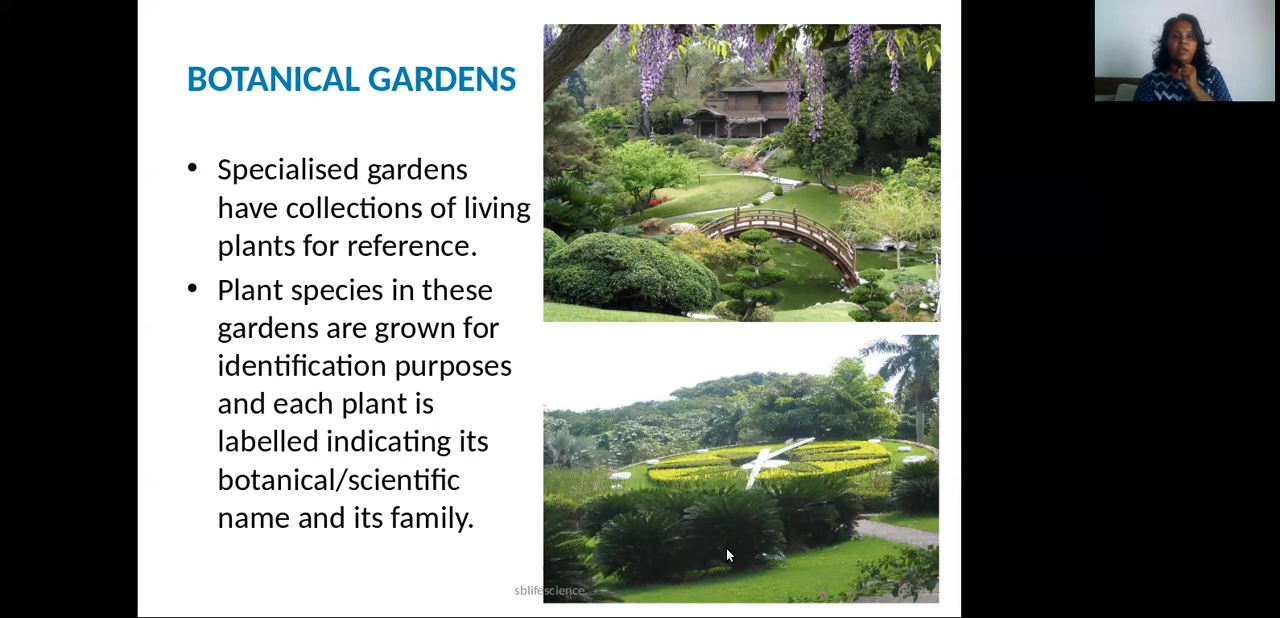 BOTANICAL GARDENS
• Specialised gardens
have collections of living
plants for reference.
• Plant species in these
gardens are grown for
identification purposes
and each plant is
labelled indicating its
botanical/scientific
name and its family.
sblifescience